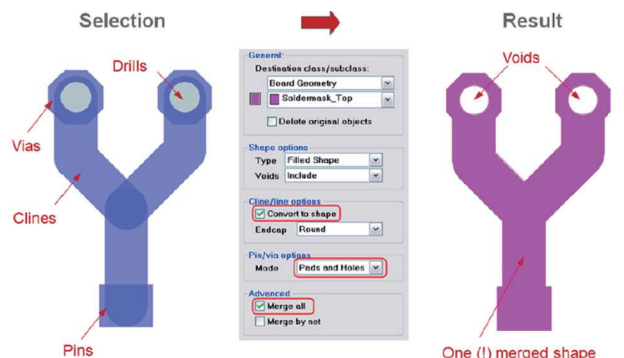 Selection
Result
Drills
Vias
Clines
Pins
General:
Destination class/subclass:
Board Geometry
Soldermask_Top
Delete original objects
Shape options
Type Filled Shape
Voids Include
Cline/line options
Convert to shape
Endcap Round
Pin/via options
Mode Pads and Holes
Advanced
Merge all
Merge by net
Voids
One (!) merged shape